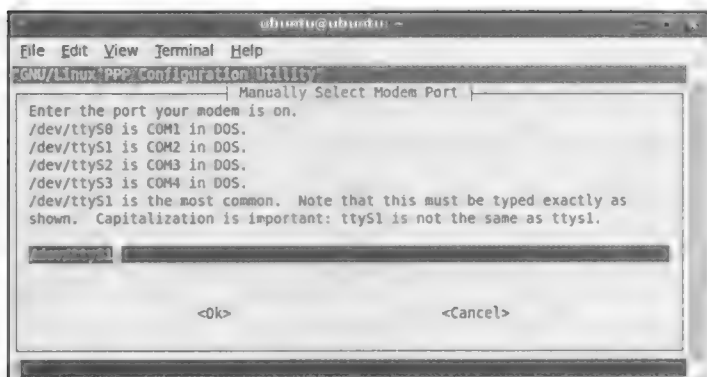 ubuntu@ubuntu: ~
File Edit View Terminal Help
"GNU/Linux PPP Configuration Utility"
Manually Select Modem Port
Enter the port your modem is on.
/dev/ttyS0 is COM1 in DOS.
/dev/ttyS1 is COM2 in DOS.
/dev/ttyS2 is COM3 in DOS.
/dev/ttyS3 is COM4 in DOS.
/dev/ttyS1 is the most common. Note that this must be typed exactly as
shown. Capitalization is important: ttyS1 is not the same as ttys1.
/dev/ttyS1
<Ok> <Cancel>